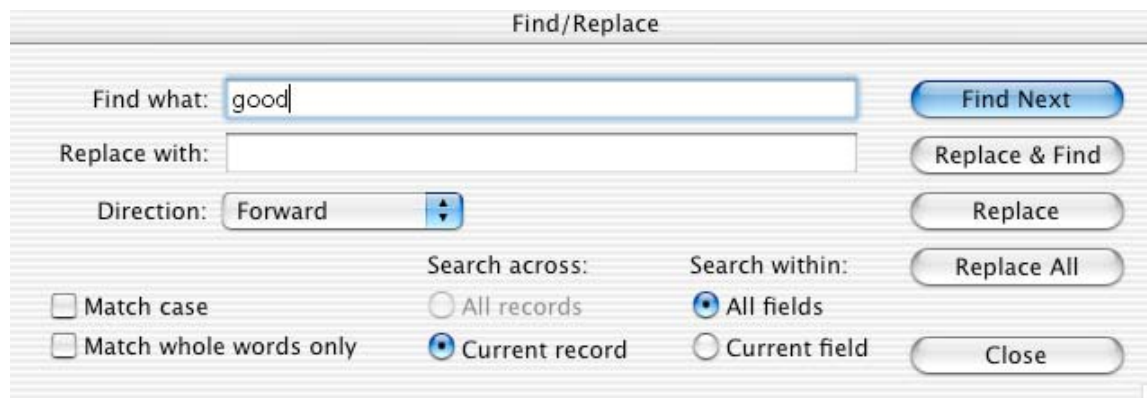 Find/Replace
Find what: good Find Next
Replace with: Replace & Find
Direction: Forward Replace
Search across: Search within: Replace All
Match case All records All fields
Match whole words only Current record Current field Close